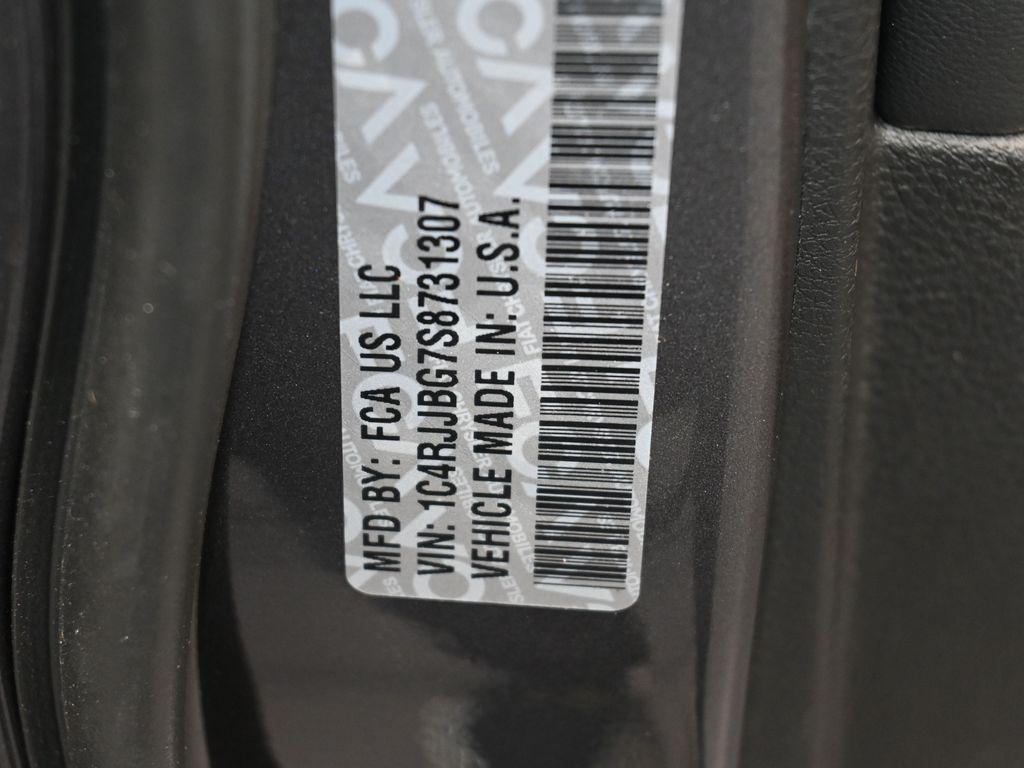 MFD BY: FCA US LLC
VIN: 1C4RJJBG7S8731307
VEHICLE MADE IN: U.S.A.